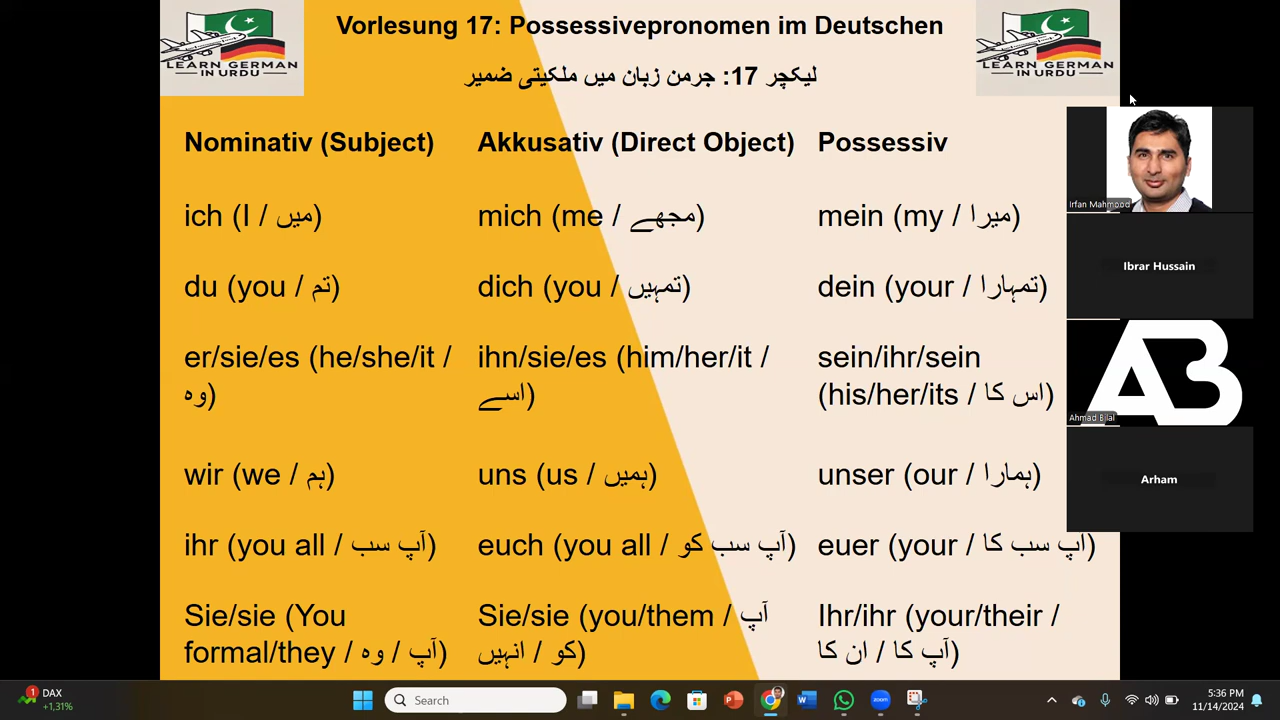 LEARN GERMAN
IN URDU
Vorlesung 17: Possessivepronomen im Deutschen
لیکچر 17: جرمن زبان میں ملکیتی ضمیر
LEARN GERMAN
IN URDU
Nominativ (Subject) Akkusativ (Direct Object) Possessiv
ich (I / میں) mich (me / مجھے) mein (my / میرا)
du (you / تم) dich (you / تمہیں) dein (your / تمہارا)
er/sie/es (he/she/it / ihn/sie/es (him/her/it / sein/ihr/sein
وہ) اسے) (his/her/its / اس کا)
wir (we / ہم) uns (us / ہمیں) unser (our / ہمارا)
ihr (you all / آپ سب) euch (you all / آپ سب کو) euer (your / آپ سب کا)
Sie/sie (You Sie/sie (you/them / آپ Ihr/ihr (your/their /
formal/they / آپ / وہ) کو / انہیں) آپ کا / ان کا)
Irfan Mahmood
Ibrar Hussain
AB
Ahmad Bilal
Arham
1
DAX
+1,31%
Search
zoom
5:36 PM
11/14/2024